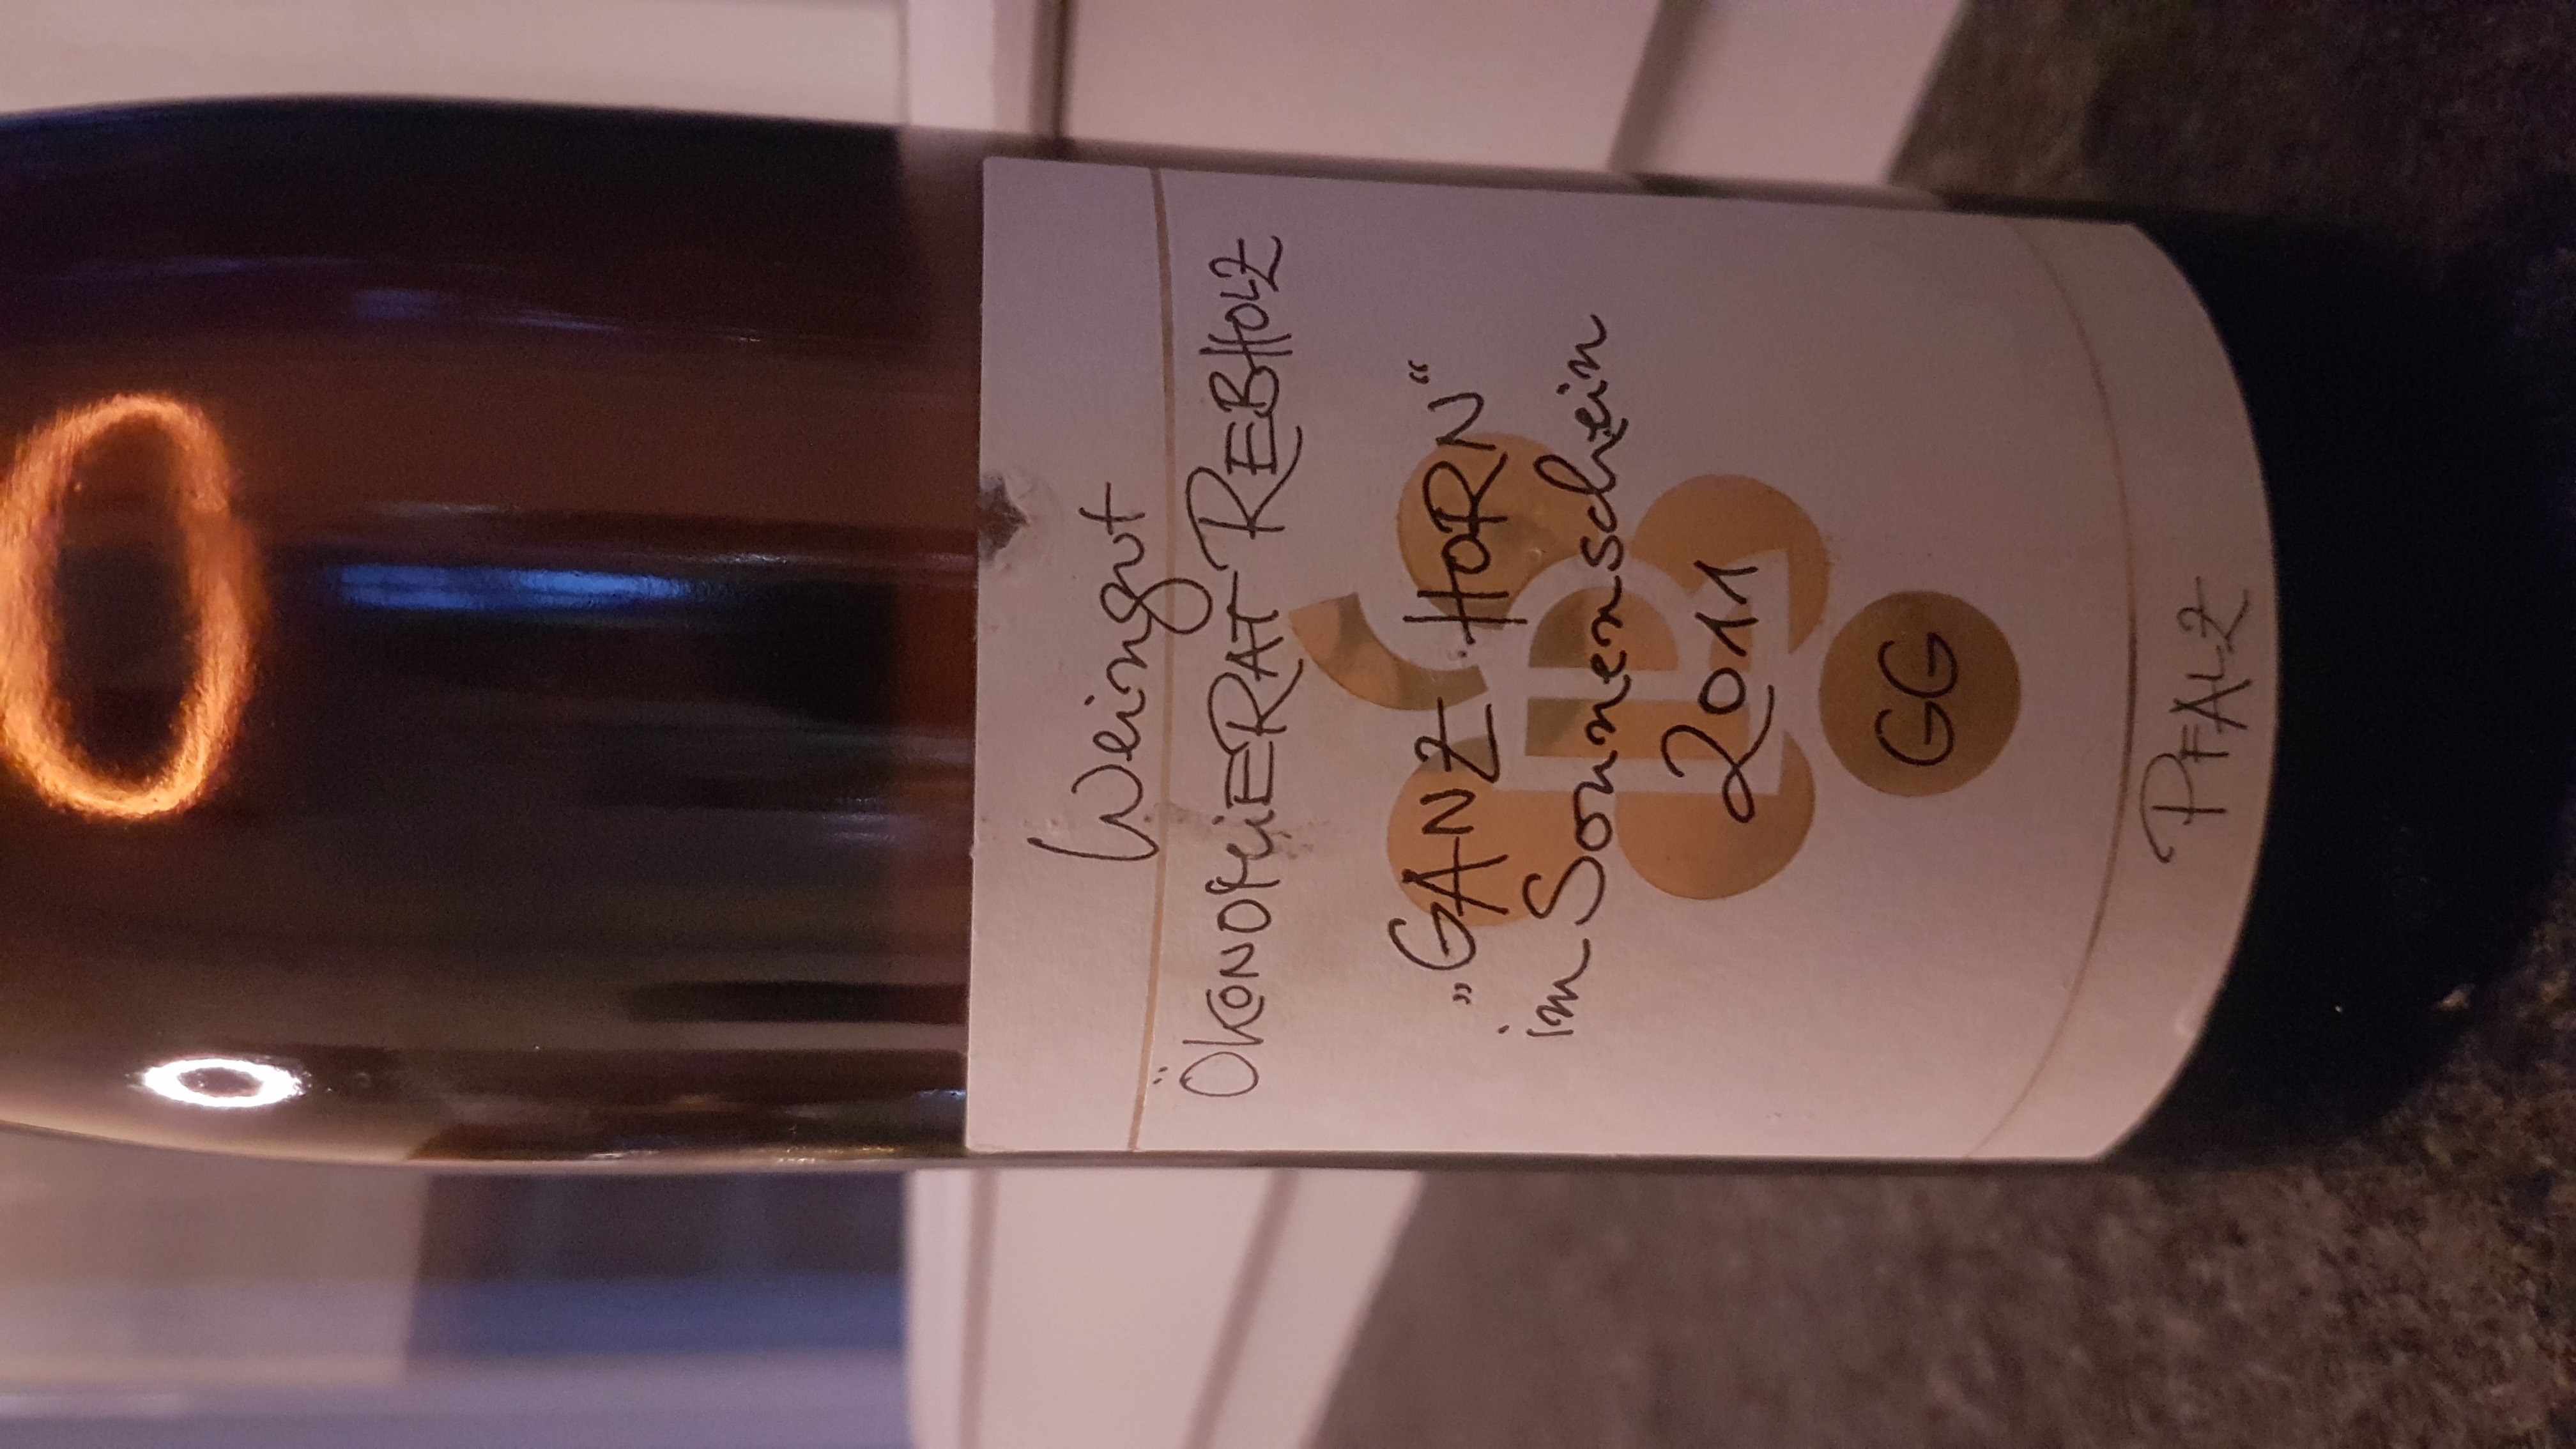 Weingut
ÖKONOMiERAT REBHOLZ
„GANZ HORN“
im Sonnenschein
2011
GG
PFALZ